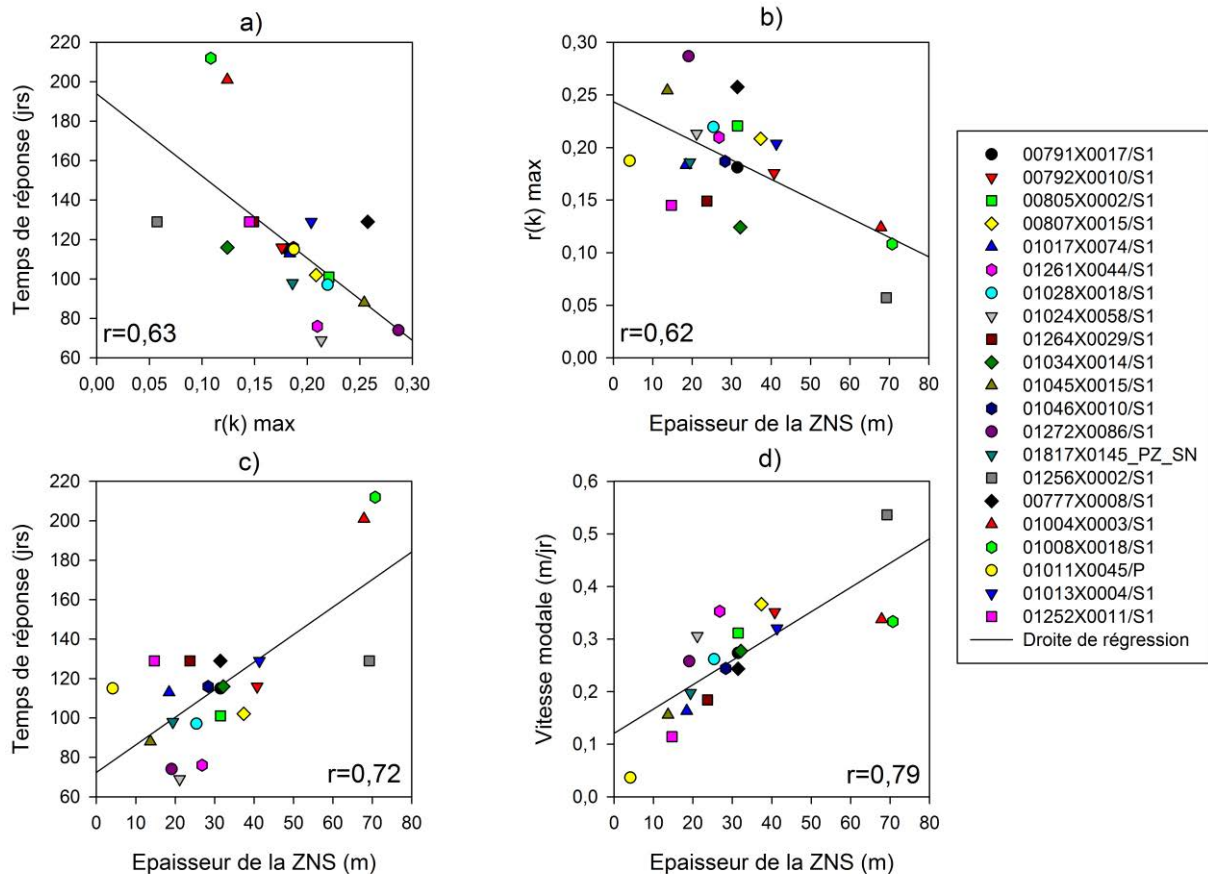 a)
Temps de réponse (jrs)
220
200
180
160
140
120
100
80
60
r=0,63
0,00 0,05 0,10 0,15 0,20 0,25 0,30
r(k) max
b)
r(k) max
0,30
0,25
0,20
0,15
0,10
0,05
0,00
r=0,62
0 10 20 30 40 50 60 70 80
Epaisseur de la ZNS (m)
c)
Temps de réponse (jrs)
220
200
180
160
140
120
100
80
60
r=0,72
0 10 20 30 40 50 60 70 80
Epaisseur de la ZNS (m)
d)
Vitesse modale (m/jr)
0,6
0,5
0,4
0,3
0,2
0,1
0,0
r=0,79
0 10 20 30 40 50 60 70 80
Epaisseur de la ZNS (m)
00791X0017/S1
00792X0010/S1
00805X0002/S1
00807X0015/S1
01017X0074/S1
01261X0044/S1
01028X0018/S1
01024X0058/S1
01264X0029/S1
01034X0014/S1
01045X0015/S1
01046X0010/S1
01272X0086/S1
01817X0145_PZ_SN
01256X0002/S1
00777X0008/S1
01004X0003/S1
01008X0018/S1
01011X0045/P
01013X0004/S1
01252X0011/S1
Droite de régression